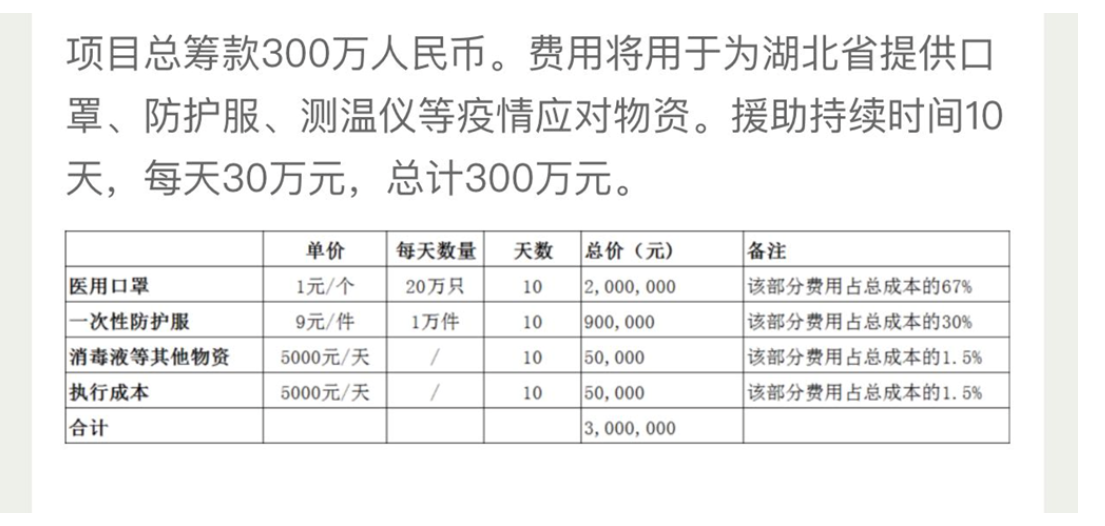 项目总筹款300万人民币。费用将用于为湖北省提供口
罩、防护服、测温仪等疫情应对物资。援助持续时间10
天，每天30万元，总计300万元。
单价 每天数量 天数 总价（元） 备注
医用口罩 1元/个 20万只 10 2,000,000 该部分费用占总成本的67%
一次性防护服 9元/件 1万件 10 900,000 该部分费用占总成本的30%
消毒液等其他物资 5000元/天 / 10 50,000 该部分费用占总成本的1.5%
执行成本 5000元/天 / 10 50,000 该部分费用占总成本的1.5%
合计 3,000,000